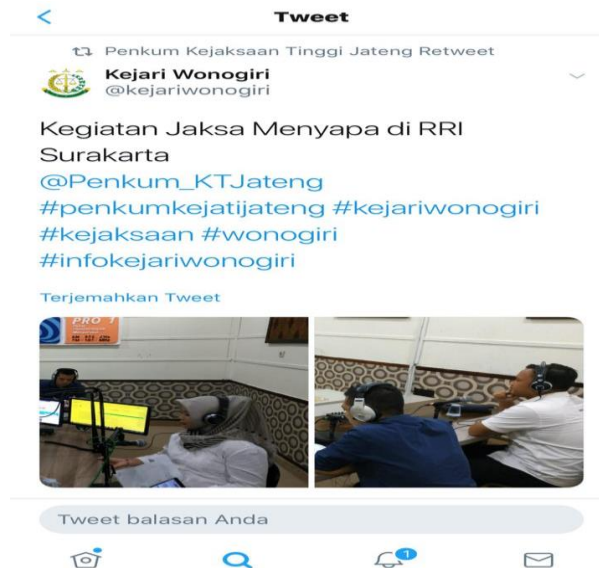 Tweet
Penkum Kejaksaan Tinggi Jateng Retweet
Kejari Wonogiri
@kejariwonogiri
Kegiatan Jaksa Menyapa di RRI
Surakarta
@Penkum_KTJateng
#penkumkejatijateng #kejariwonogiri
#kejaksaan #wonogiri
#infokejariwonogiri
Terjemahkan Tweet
PRO 1
Tweet balasan Anda
1